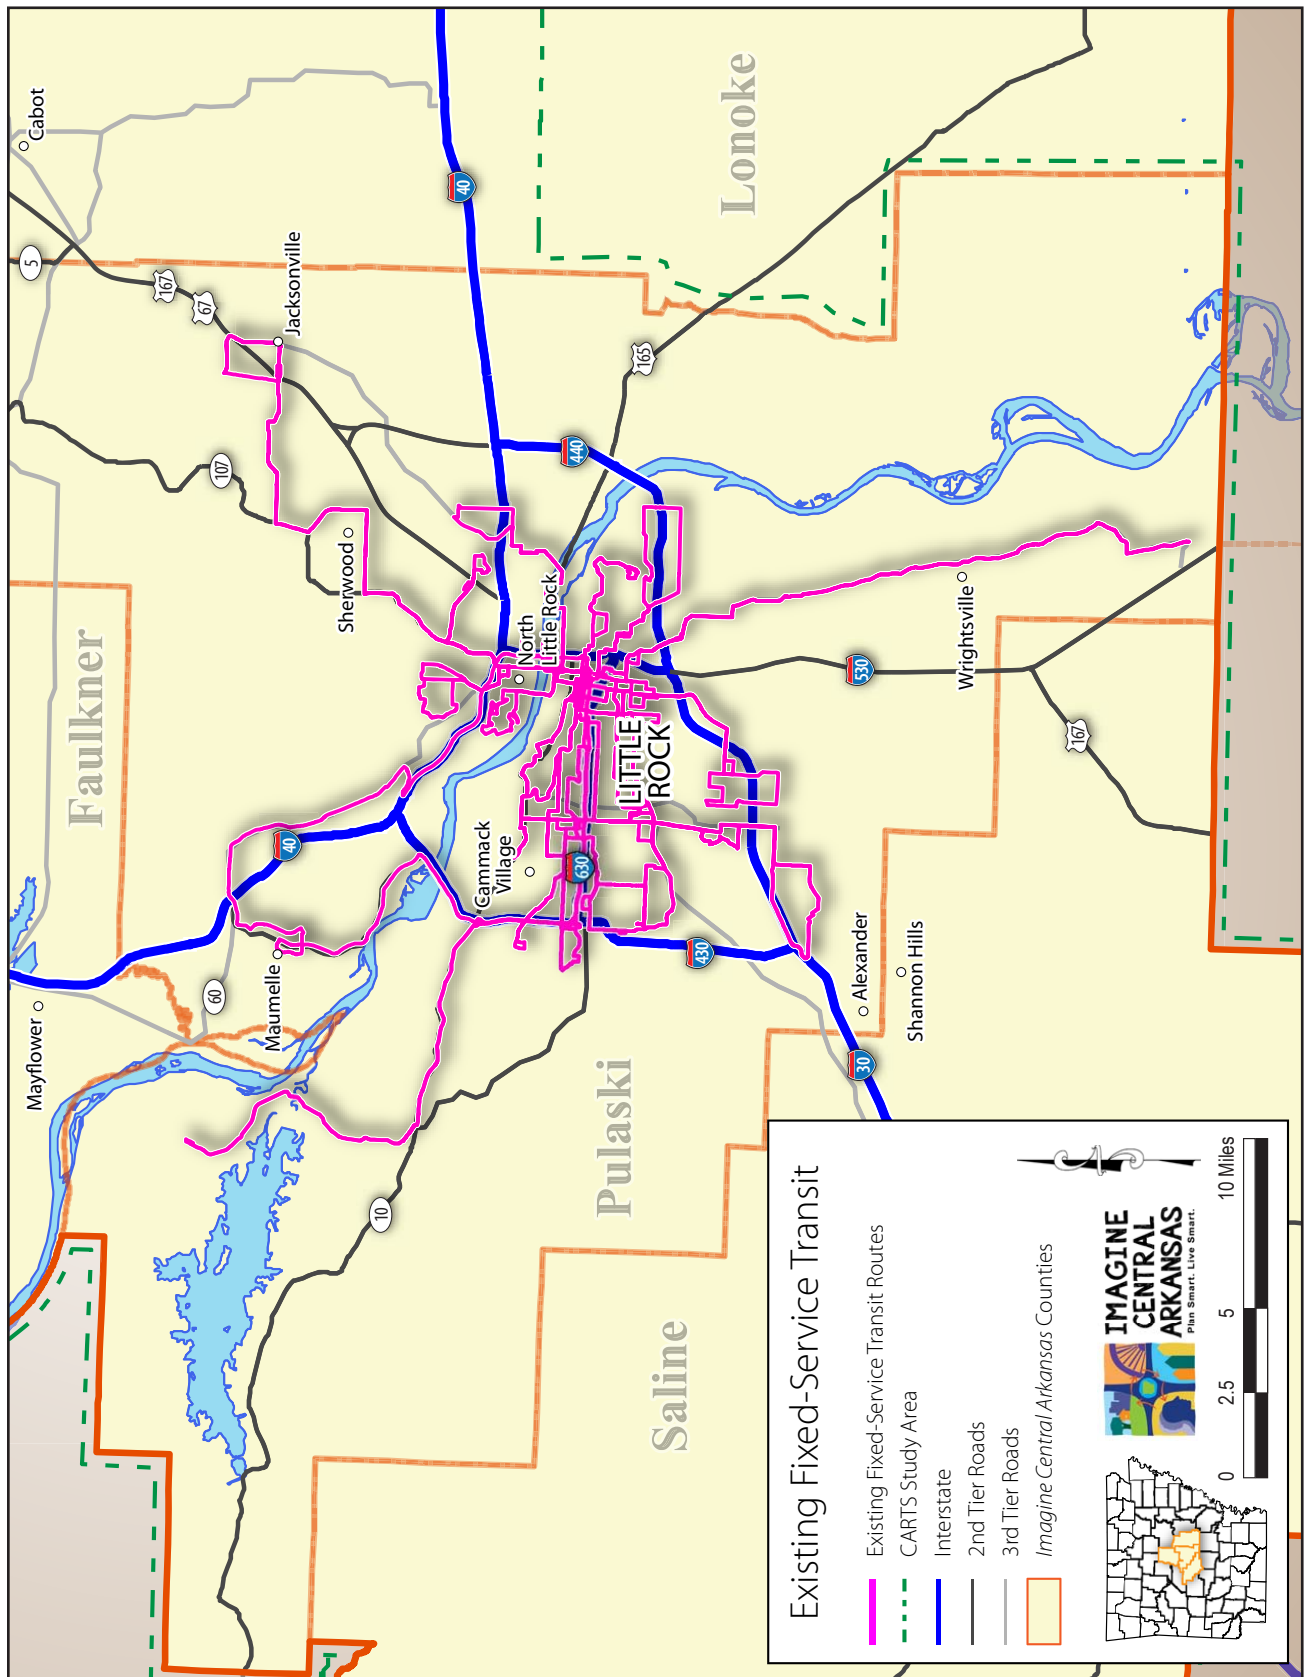 Cabot
5
167
67
Jacksonville
40
Lonoke
165
440
107
Sherwood
North
Little Rock
Faulkner
530
Wrightsville
167
LITTLE
ROCK
40
Cammack
Village
630
430
Maumelle
60
Mayflower
Alexander
Shannon Hills
30
10
Pulaski
Saline
Existing Fixed-Service Transit
Existing Fixed-Service Transit Routes
CARTS Study Area
Interstate
2nd Tier Roads
3rd Tier Roads
Imagine Central Arkansas Counties
IMAGINE
CENTRAL
ARKANSAS
Plan Smart. Live Smart.
0 2.5 5 10 Miles